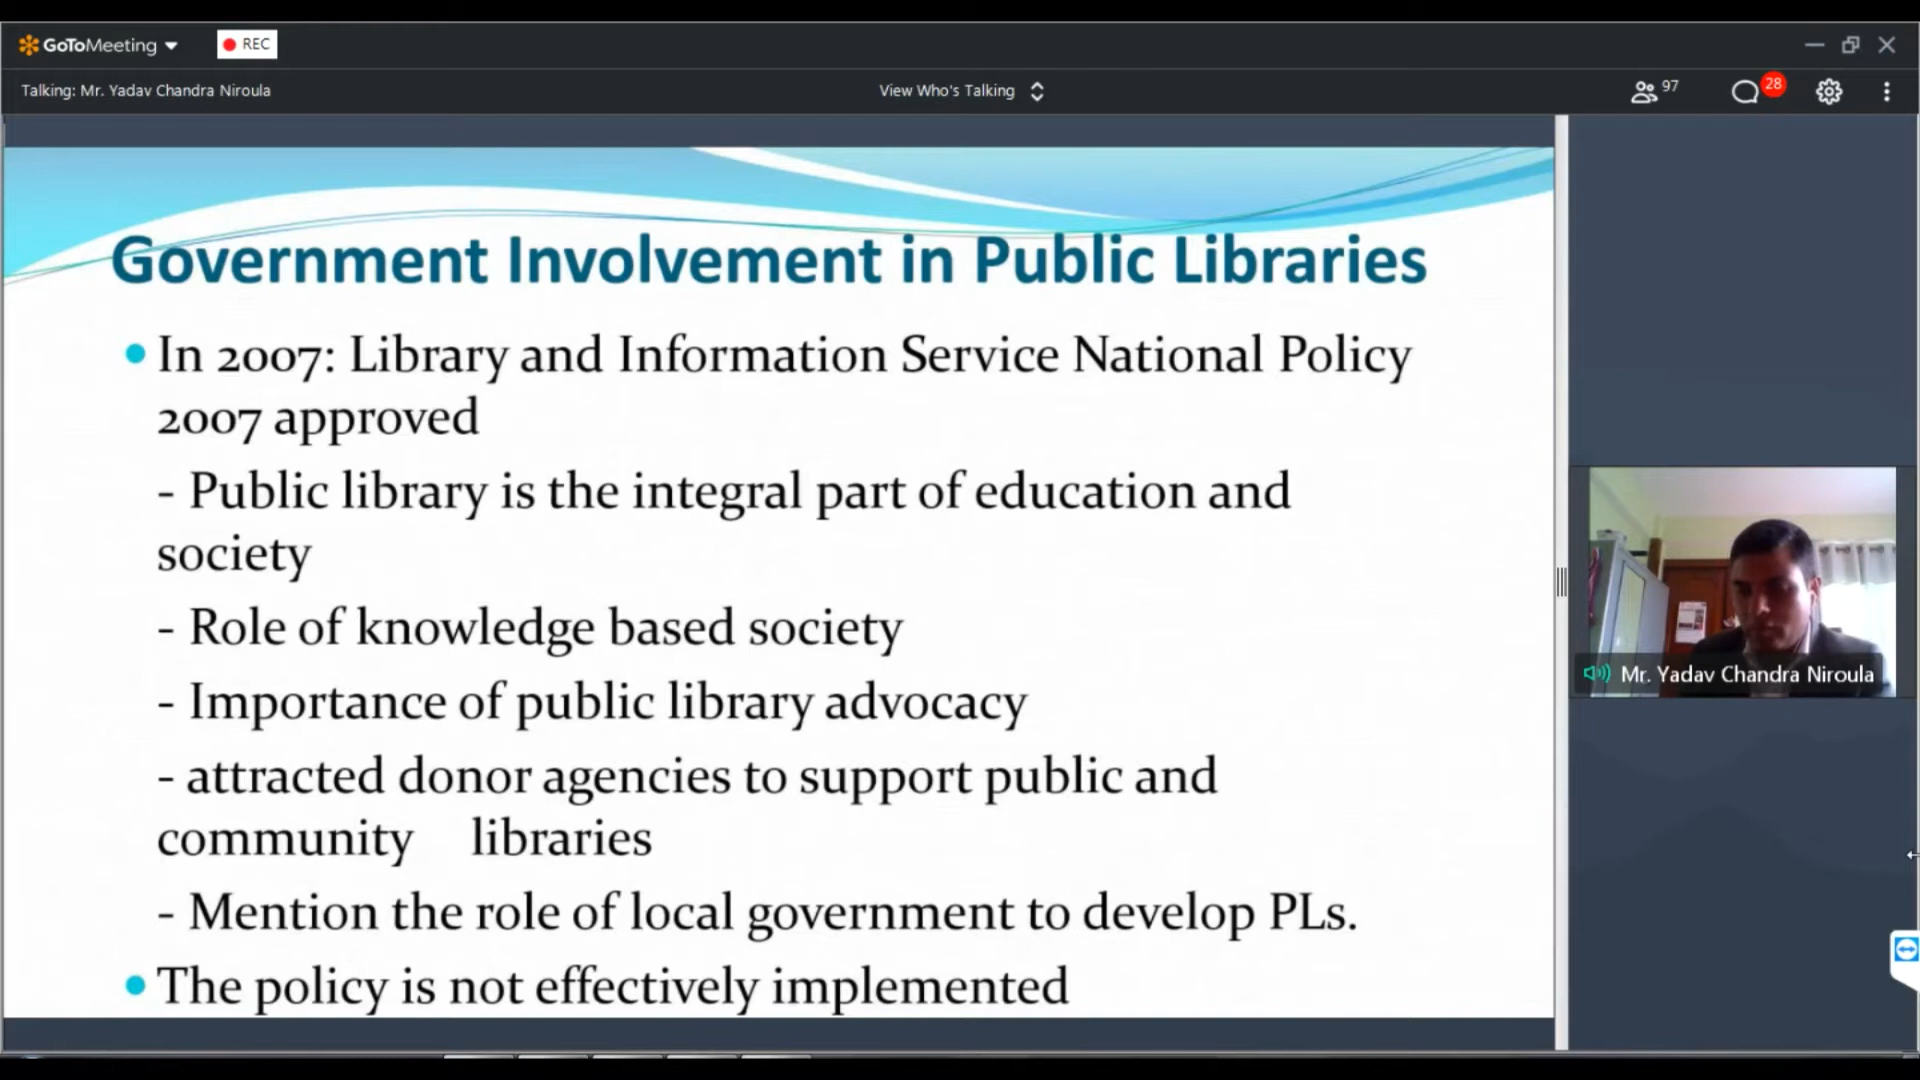 GoToMeeting
REC
Talking: Mr. Yadav Chandra Niroula
View Who's Talking
97
28
Government Involvement in Public Libraries
In 2007: Library and Information Service National Policy
2007 approved
- Public library is the integral part of education and
society
- Role of knowledge based society
- Importance of public library advocacy
- attracted donor agencies to support public and
community libraries
- Mention the role of local government to develop PLs.
The policy is not effectively implemented
Mr. Yadav Chandra Niroula